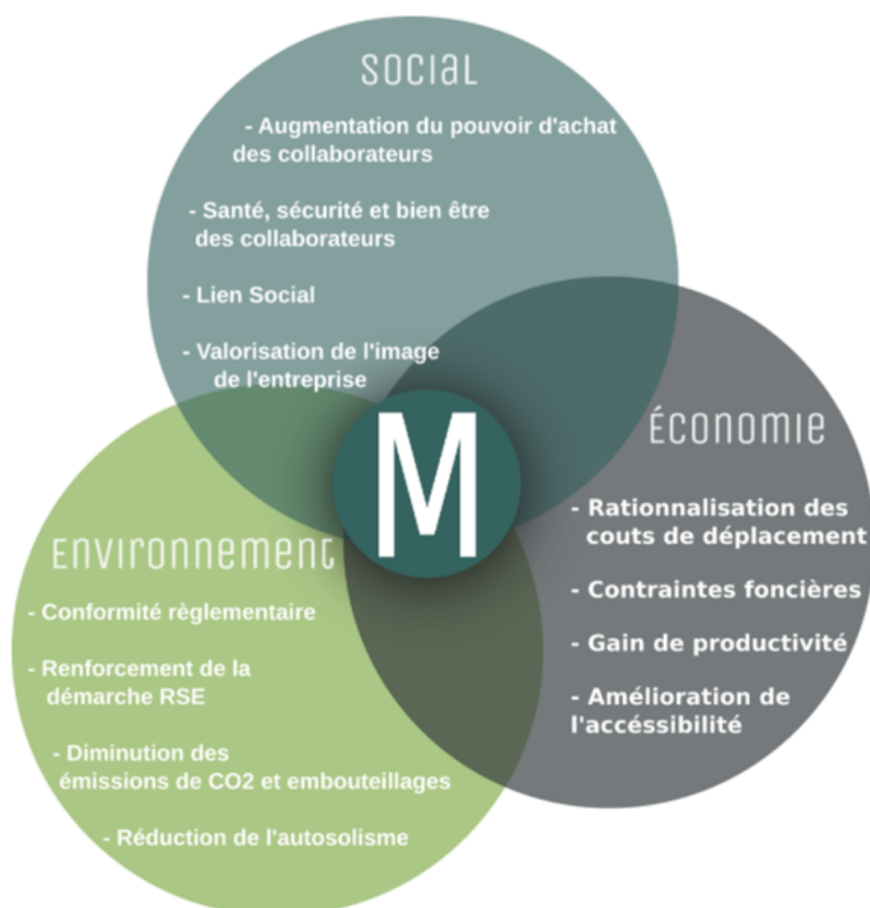 Social
- Augmentation du pouvoir d'achat
des collaborateurs
- Santé, sécurité et bien être
des collaborateurs
- Lien Social
- Valorisation de l'image
de l'entreprise
M
Économie
- Rationnalisation des
couts de déplacement
- Contraintes foncières
- Gain de productivité
- Amélioration de
l'accéssibilité
Environnement
- Conformité règlementaire
- Renforcement de la
démarche RSE
- Diminution des
émissions de CO2 et embouteillages
- Réduction de l'autosolisme